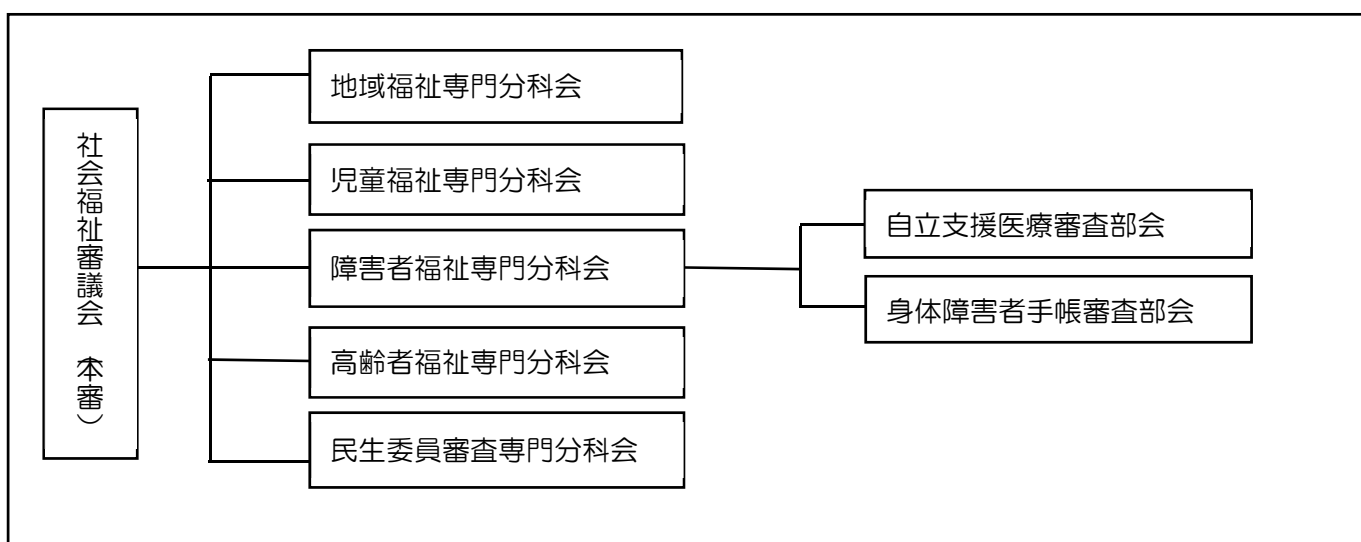 社会福祉審議会（本審）
地域福祉専門分科会
児童福祉専門分科会
障害者福祉専門分科会
高齢者福祉専門分科会
民生委員審査専門分科会
自立支援医療審査部会
身体障害者手帳審査部会